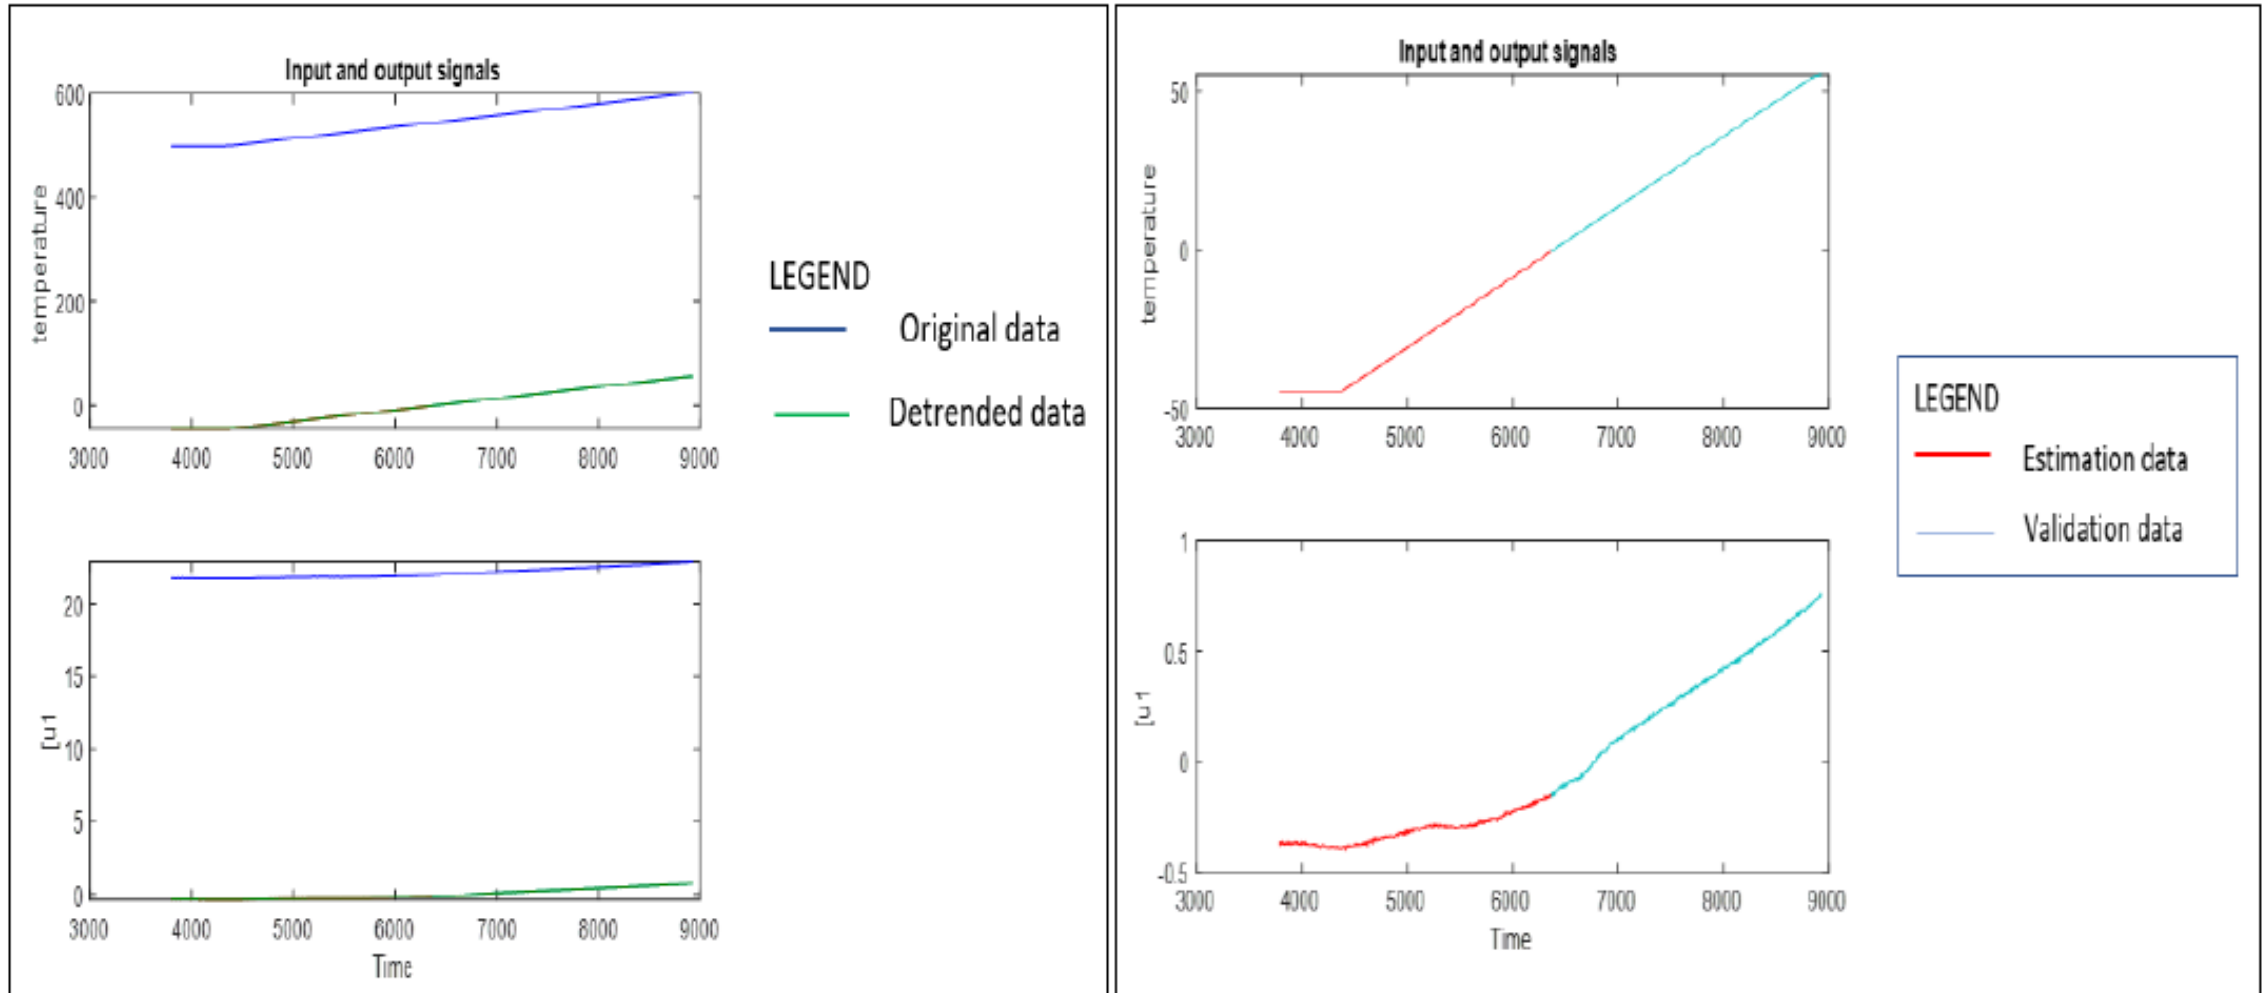 Input and output signals
600
400
200
0
temperature
3000 4000 5000 6000 7000 8000 9000
20
15
10
5
0
[u1
3000 4000 5000 6000 7000 8000 9000
Time
LEGEND
Original data
Detrended data
Input and output signals
50
0
-50
temperature
3000 4000 5000 6000 7000 8000 9000
1
0.5
0
-0.5
[u1
3000 4000 5000 6000 7000 8000 9000
Time
LEGEND
Estimation data
Validation data